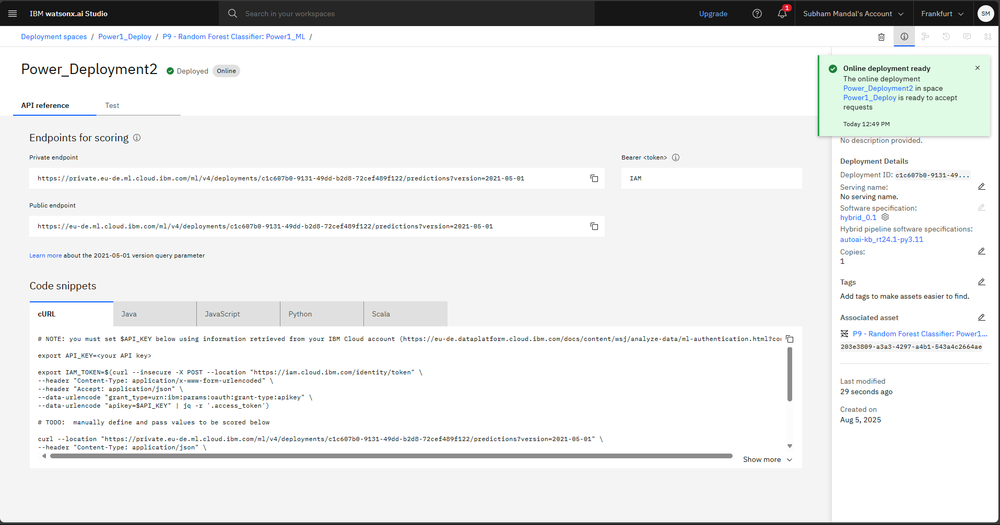 IBM watsonx.ai Studio
Search in your workspaces
Upgrade
1
Subham Mandal's Account
Frankfurt
SM
Deployment spaces / Power1_Deploy / P9 - Random Forest Classifier: Power1_ML /
Power_Deployment2
Deployed
Online
API reference
Test
Endpoints for scoring
Private endpoint
https://private.eu-de.ml.cloud.ibm.com/ml/v4/deployments/c1c607b0-9131-49dd-b2d8-72cef489f122/predictions?version=2021-05-01
Bearer <token>
IAM
Public endpoint
https://eu-de.ml.cloud.ibm.com/ml/v4/deployments/c1c607b0-9131-49dd-b2d8-72cef489f122/predictions?version=2021-05-01
Learn more about the 2021-05-01 version query parameter
Code snippets
cURL
Java
JavaScript
Python
Scala
# NOTE: you must set $API_KEY below using information retrieved from your IBM Cloud account (https://eu-de.dataplatform.cloud.ibm.com/docs/content/wsj/analyze-data/ml-authentication.html?con
export API_KEY=<your API key>
export IAM_TOKEN=$(curl --insecure -X POST --location "https://iam.cloud.ibm.com/identity/token" \
--header "Content-Type: application/x-www-form-urlencoded" \
--header "Accept: application/json" \
--data-urlencode "grant_type=urn:ibm:params:oauth:grant-type:apikey" \
--data-urlencode "apikey=$API_KEY" | jq -r '.access_token')
# TODO:  manually define and pass values to be scored below
curl --location "https://private.eu-de.ml.cloud.ibm.com/ml/v4/deployments/c1c607b0-9131-49dd-b2d8-72cef489f122/predictions?version=2021-05-01" \
--header "Content-Type: application/json" \
Show more
Online deployment ready
The online deployment
Power_Deployment2 in space
Power1_Deploy is ready to accept
requests
Today 12:49 PM
No description provided.
Deployment Details
Deployment ID: c1c607b0-9131-49...
Serving name:
No serving name.
Software specification:
hybrid_0.1
Hybrid pipeline software specifications:
autoai-kb_rt24.1-py3.11
Copies:
1
Tags
Add tags to make assets easier to find.
Associated asset
P9 - Random Forest Classifier: Power1...
203e3809-a3a3-4297-a4b1-543a4c2664ae
Last modified
29 seconds ago
Created on
Aug 5, 2025